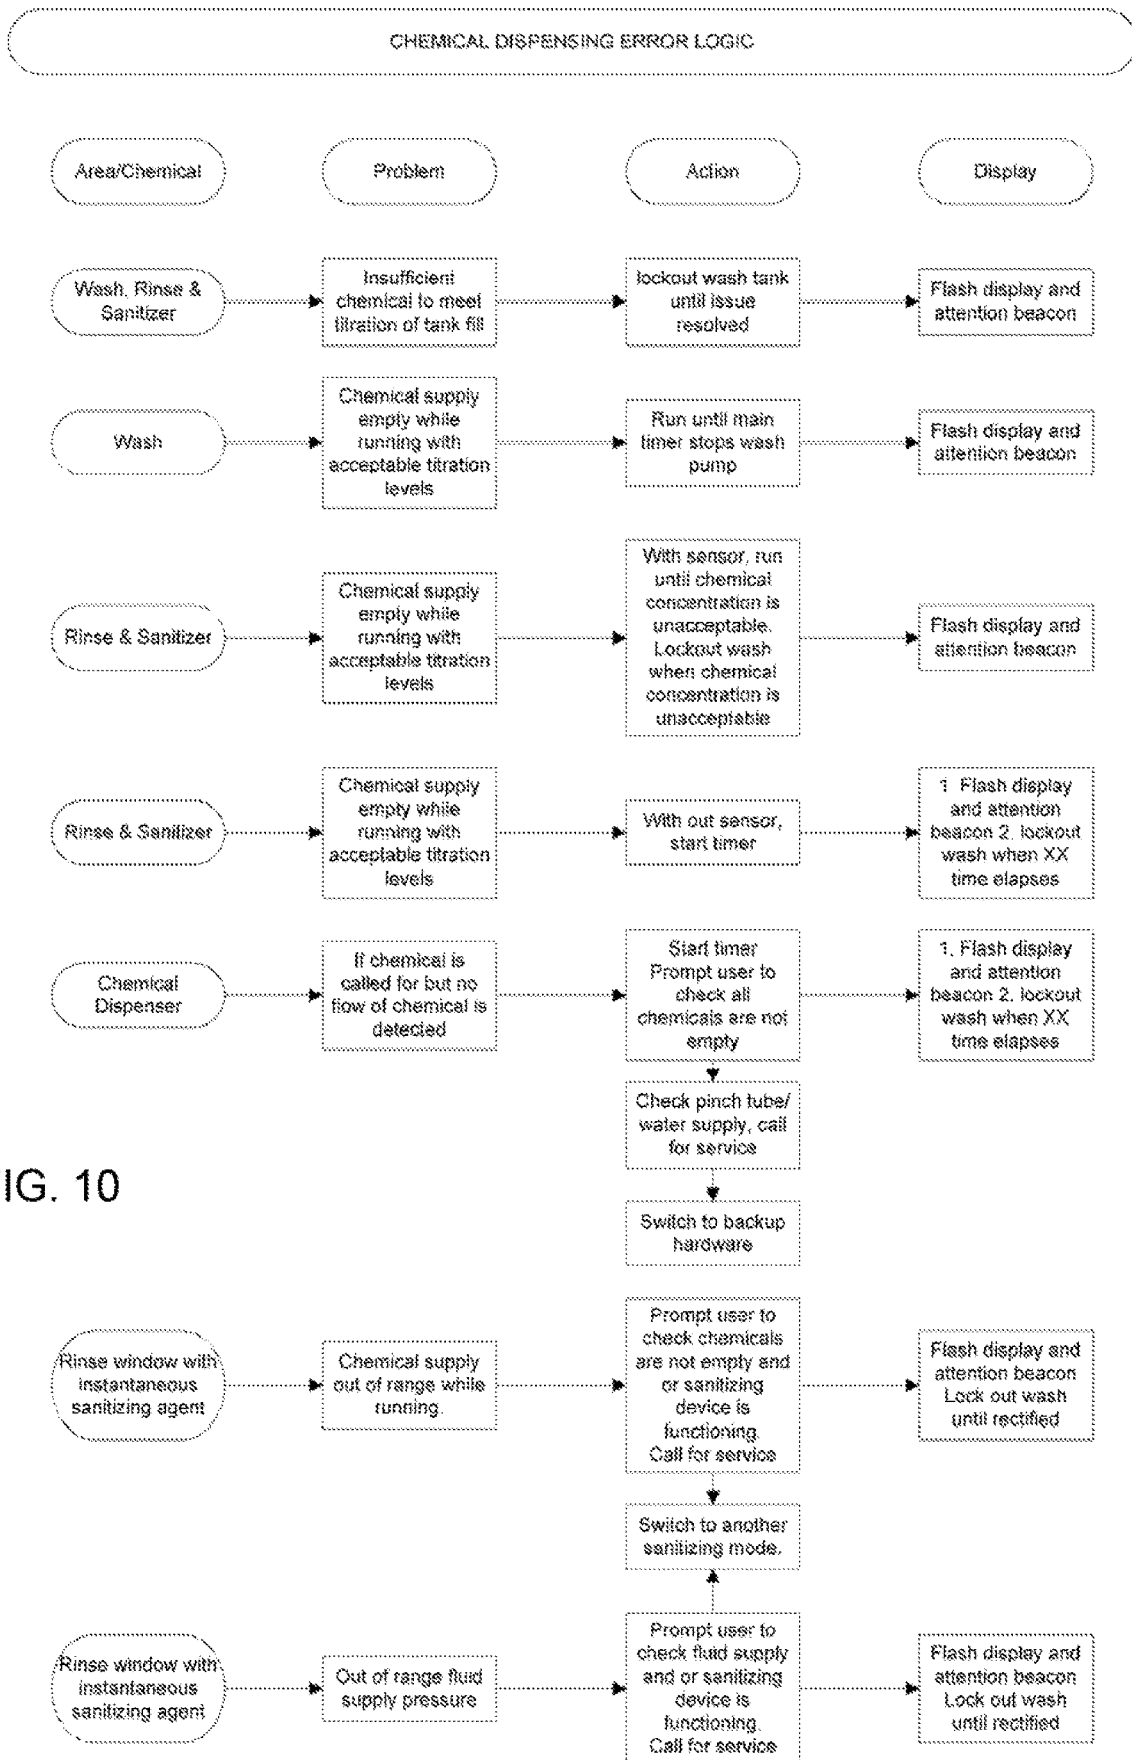 CHEMICAL DISPENSING ERROR LOGIC
Area/Chemical
Problem
Action
Display
Wash, Rinse &
Sanitizer
Insufficient
chemical to meet
titration of tank fill
lockout wash tank
until issue
resolved
Flash display and
attention beacon
Wash
Chemical supply
empty while
running with
acceptable titration
levels
Run until main
timer stops wash
pump
Flash display and
attention beacon
Rinse & Sanitizer
Chemical supply
empty while
running with
acceptable titration
levels
With sensor, run
until chemical
concentration is
unacceptable.
Lockout wash
when chemical
concentration is
unacceptable
Flash display and
attention beacon
Rinse & Sanitizer
Chemical supply
empty while
running with
acceptable titration
levels
With out sensor,
start timer
1. Flash display
and attention
beacon 2. lockout
wash when XX
time elapses
Chemical
Dispenser
If chemical is
called for but no
flow of chemical is
detected
Start timer
Prompt user to
check all
chemicals are not
empty
1. Flash display
and attention
beacon 2. lockout
wash when XX
time elapses
Check pinch tube/
water supply, call
for service
IG. 10
Switch to backup
hardware
Rinse window with
instantaneous
sanitizing agent
Chemical supply
out of range while
running.
Prompt user to
check chemicals
are not empty and
or sanitizing
device is
functioning.
Call for service
Flash display and
attention beacon
Lock out wash
until rectified
Switch to another
sanitizing mode.
Rinse window with
instantaneous
sanitizing agent
Out of range fluid
supply pressure
Prompt user to
check fluid supply
and or sanitizing
device is
functioning.
Call for service
Flash display and
attention beacon
Lock out wash
until rectified